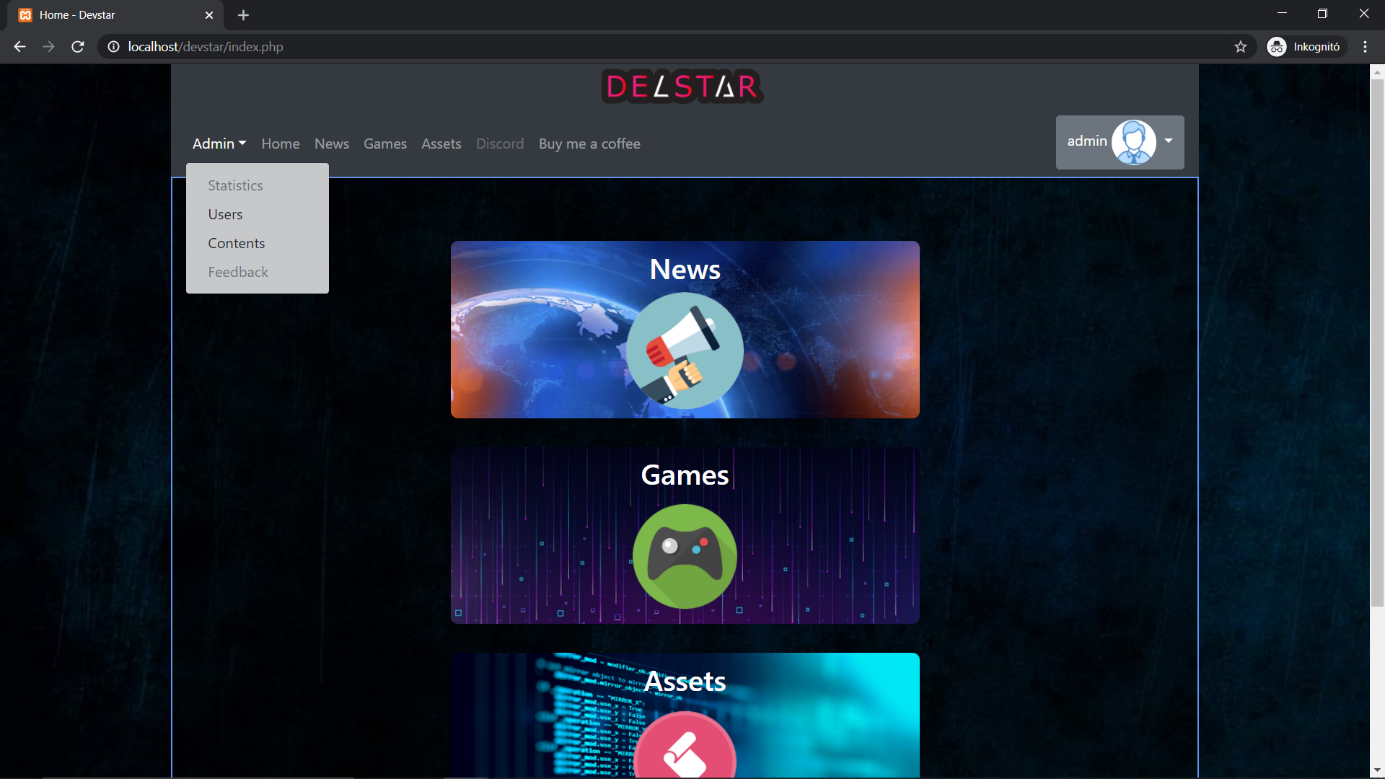 Home - Devstar
localhost/devstar/index.php
Inkognitó
DELSTAR
Admin Home News Games Assets Discord Buy me a coffee
admin
Statistics
Users
Contents
Feedback
News
Games
Assets